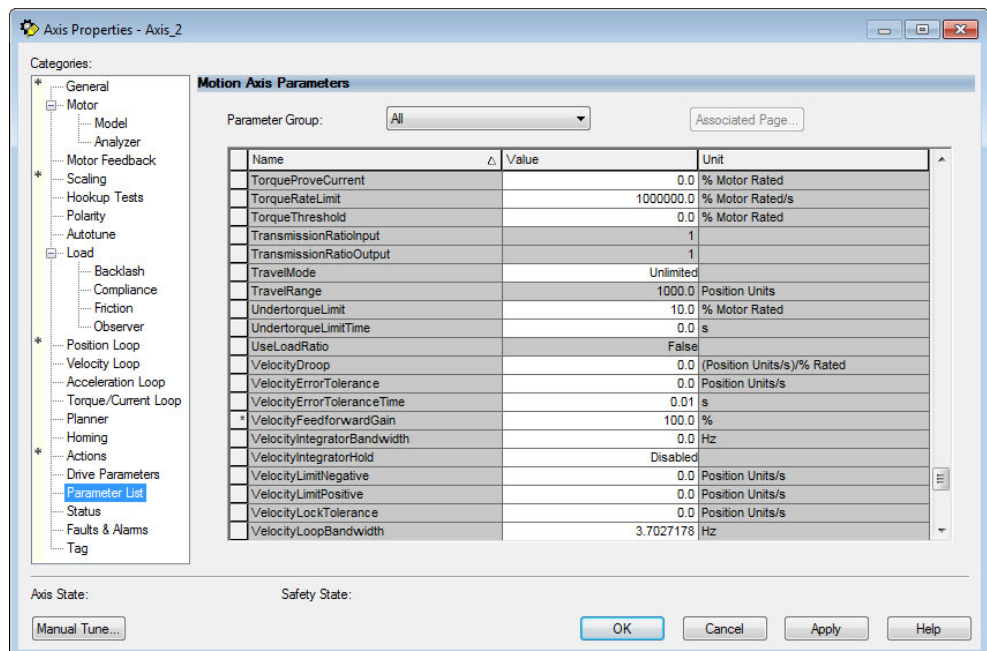 Axis Properties - Axis_2
Categories:
* General
Motor
Model
Analyzer
Motor Feedback
* Scaling
Hookup Tests
Polarity
Autotune
Load
Backlash
Compliance
Friction
Observer
* Position Loop
Velocity Loop
Acceleration Loop
Torque/Current Loop
Planner
Homing
* Actions
Drive Parameters
Parameter List
Status
Faults & Alarms
Tag
Motion Axis Parameters
Parameter Group: All Associated Page...
Name Value Unit
TorqueProveCurrent 0.0 % Motor Rated
TorqueRateLimit 1000000.0 % Motor Rated/s
TorqueThreshold 0.0 % Motor Rated
TransmissionRatioInput 1
TransmissionRatioOutput 1
TravelMode Unlimited
TravelRange 1000.0 Position Units
UndertorqueLimit 10.0 % Motor Rated
UndertorqueLimitTime 0.0 s
UseLoadRatio False
VelocityDroop 0.0 (Position Units/s)/% Rated
VelocityErrorTolerance 0.0 Position Units/s
VelocityErrorToleranceTime 0.01 s
* VelocityFeedforwardGain 100.0 %
VelocityIntegratorBandwidth 0.0 Hz
VelocityIntegratorHold Disabled
VelocityLimitNegative 0.0 Position Units/s
VelocityLimitPositive 0.0 Position Units/s
VelocityLockTolerance 0.0 Position Units/s
VelocityLoopBandwidth 3.7027178 Hz
Axis State: Safety State:
Manual Tune... OK Cancel Apply Help